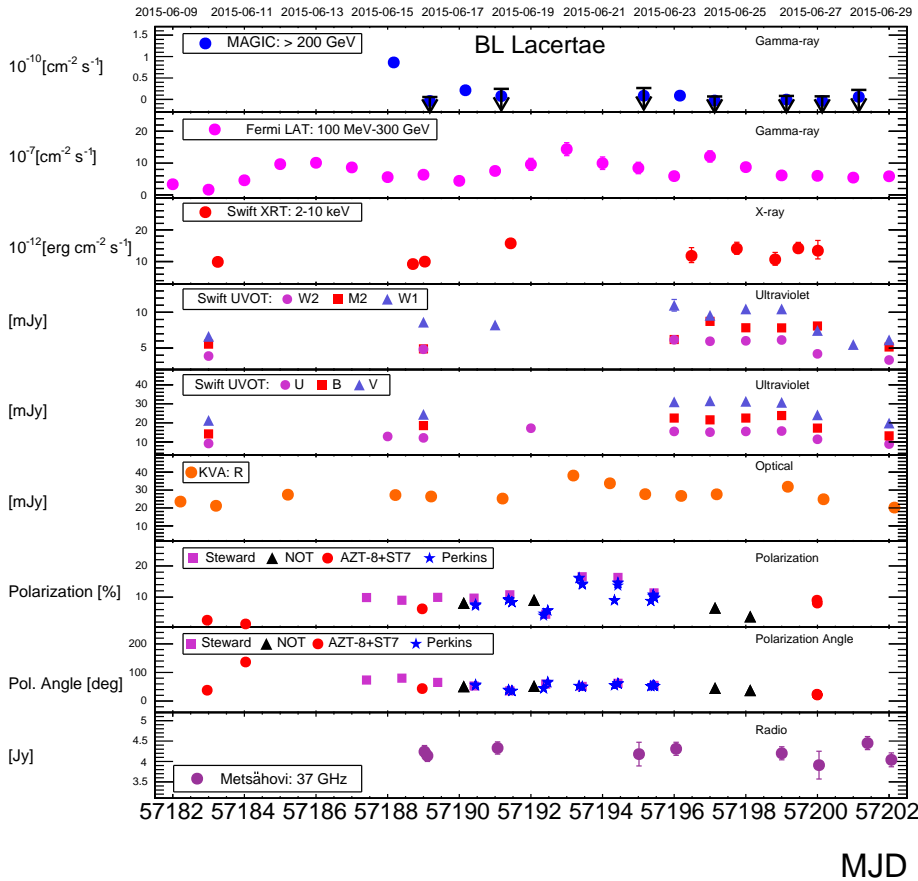 2015-06-09 2015-06-11 2015-06-13 2015-06-15 2015-06-17 2015-06-19 2015-06-21 2015-06-23 2015-06-25 2015-06-27 2015-06-29
10⁻¹⁰[cm⁻² s⁻¹]
1.5
1
0.5
0
MAGIC: > 200 GeV
BL Lacertae
Gamma-ray
10⁻⁷[cm⁻² s⁻¹]
20
10
0
Fermi LAT: 100 MeV-300 GeV
Gamma-ray
10⁻¹²[erg cm⁻² s⁻¹]
20
10
Swift XRT: 2-10 keV
X-ray
[mJy]
10
5
Swift UVOT: W2 M2 W1
Ultraviolet
[mJy]
40
30
20
10
Swift UVOT: U B V
Ultraviolet
[mJy]
40
30
20
10
KVA: R
Optical
Polarization [%]
20
10
Steward NOT AZT-8+ST7 Perkins
Polarization
Pol. Angle [deg]
200
100
0
Steward NOT AZT-8+ST7 Perkins
Polarization Angle
[Jy]
5
4.5
4
3.5
Metsähovi: 37 GHz
Radio
57182 57184 57186 57188 57190 57192 57194 57196 57198 57200 57202
MJD